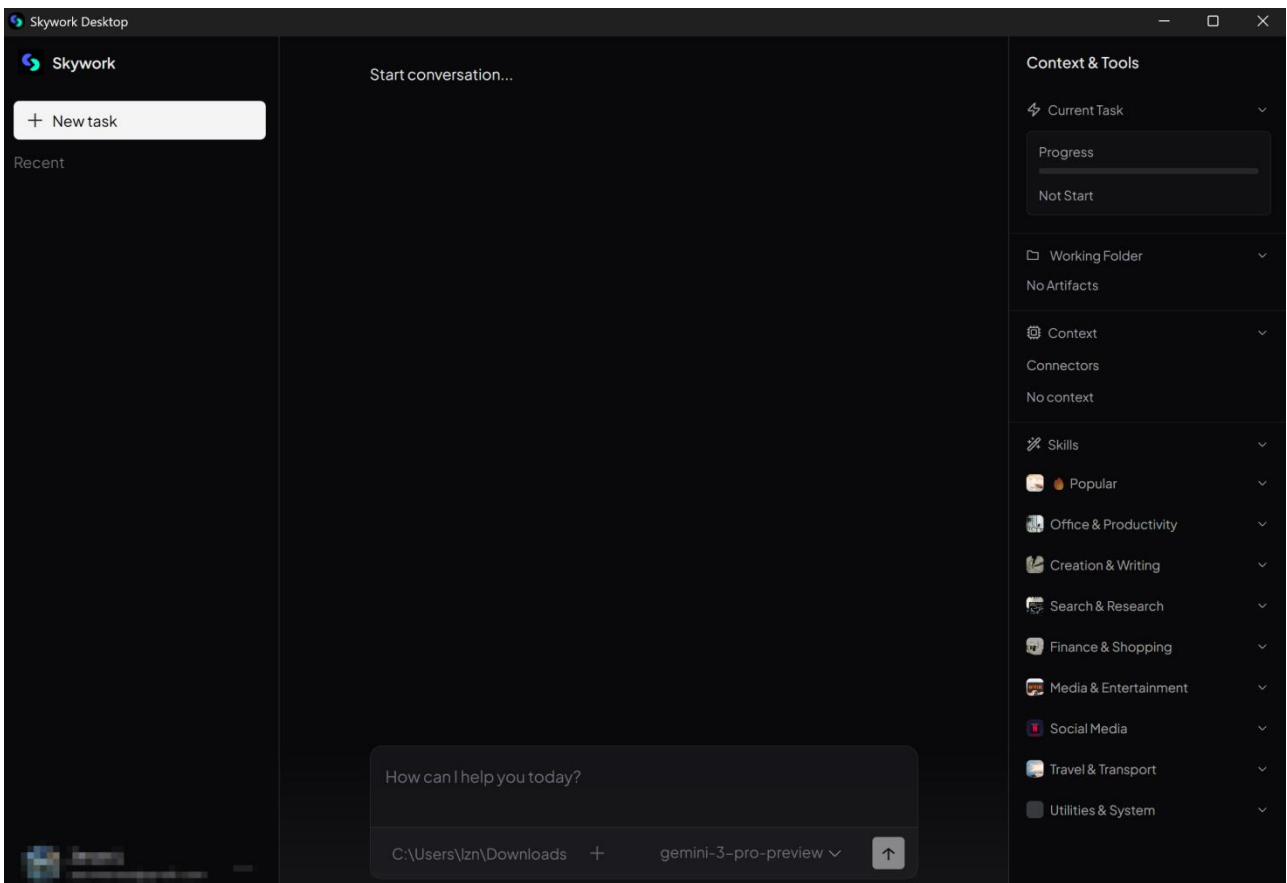 Skywork Desktop
Skywork
New task
Recent
Start conversation...
How can I help you today?
C:\Users\lzn\Downloads
gemini-3-pro-preview
Context & Tools
Current Task
Progress
Not Start
Working Folder
No Artifacts
Context
Connectors
No context
Skills
Popular
Office & Productivity
Creation & Writing
Search & Research
Finance & Shopping
Media & Entertainment
Social Media
Travel & Transport
Utilities & System